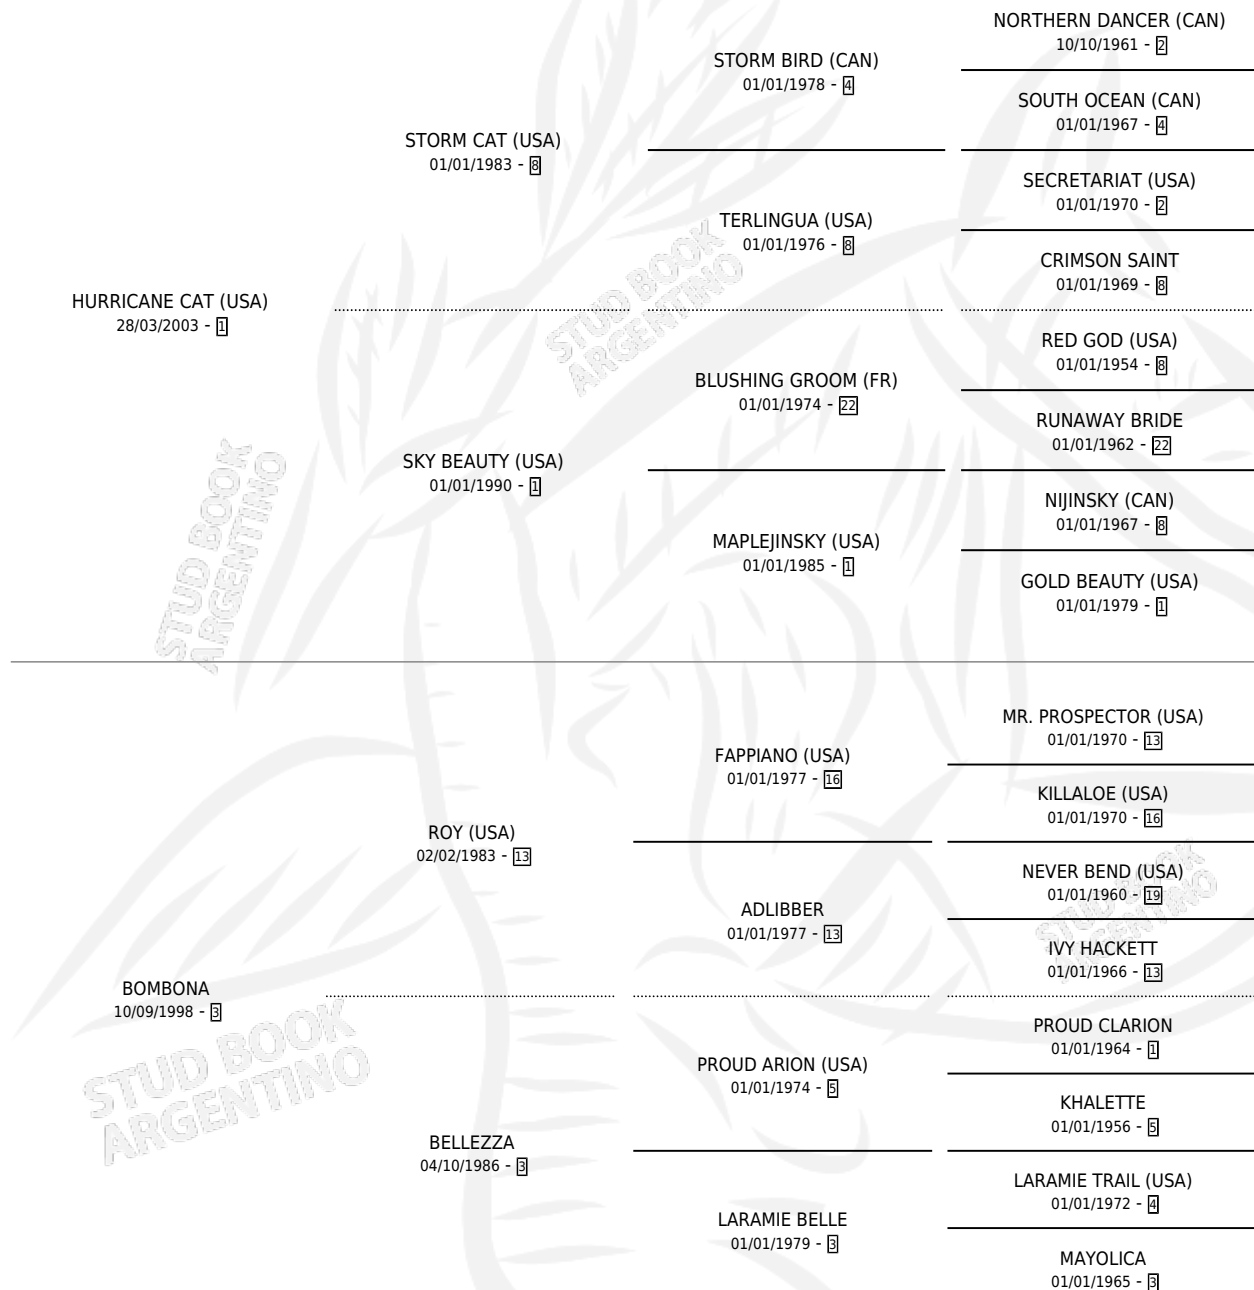 HURRICANE CAT (USA)
28/03/2003 - 1
STORM CAT (USA)
01/01/1983 - 8
SKY BEAUTY (USA)
01/01/1990 - 1
STORM BIRD (CAN)
01/01/1978 - 4
TERLINGUA (USA)
01/01/1976 - 8
BLUSHING GROOM (FR)
01/01/1974 - 22
MAPLEJINSKY (USA)
01/01/1985 - 1
NORTHERN DANCER (CAN)
10/10/1961 - 2
SOUTH OCEAN (CAN)
01/01/1967 - 4
SECRETARIAT (USA)
01/01/1970 - 2
CRIMSON SAINT
01/01/1969 - 8
RED GOD (USA)
01/01/1954 - 8
RUNAWAY BRIDE
01/01/1962 - 22
NIJINSKY (CAN)
01/01/1967 - 8
GOLD BEAUTY (USA)
01/01/1979 - 1
BOMBONA
10/09/1998 - 3
ROY (USA)
02/02/1983 - 13
BELLEZZA
04/10/1986 - 3
FAPPIANO (USA)
01/01/1977 - 16
ADLIBBER
01/01/1977 - 13
PROUD ARION (USA)
01/01/1974 - 5
LARAMIE BELLE
01/01/1979 - 3
MR. PROSPECTOR (USA)
01/01/1970 - 13
KILLALOE (USA)
01/01/1970 - 16
NEVER BEND (USA)
01/01/1960 - 19
IVY HACKETT
01/01/1966 - 13
PROUD CLARION
01/01/1964 - 1
KHALETTE
01/01/1956 - 5
LARAMIE TRAIL (USA)
01/01/1972 - 4
MAYOLICA
01/01/1965 - 3
STUD BOOK
ARGENTINO
STUD BOOK
ARGENTINO
STUD BOOK
ARGENTINO
STUD BOOK
ARGENTINO